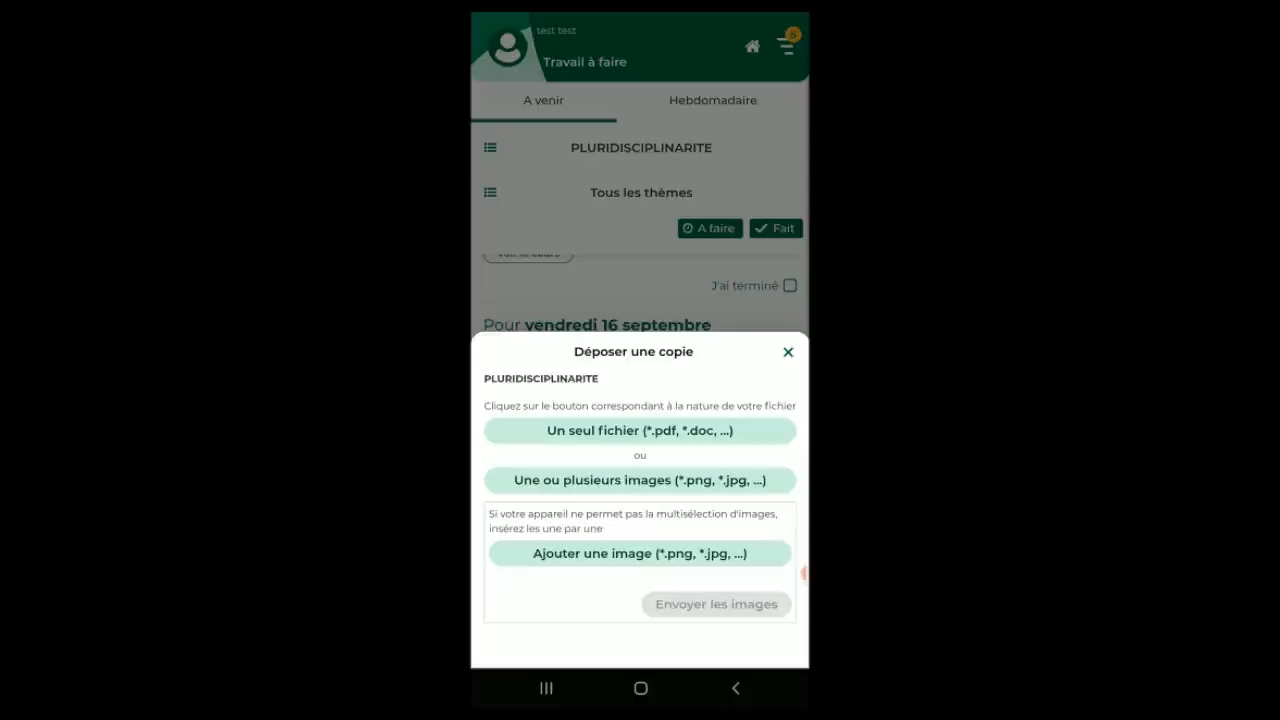 test test
5
Travail à faire
A venir
Hebdomadaire
PLURIDISCIPLINARITE
Tous les thèmes
A faire
Fait
Voir le cours
J'ai terminé
Pour vendredi 16 septembre
Déposer une copie
PLURIDISCIPLINARITE
Cliquez sur le bouton correspondant à la nature de votre fichier
Un seul fichier (*.pdf, *.doc, ...)
ou
Une ou plusieurs images (*.png, *.jpg, ...)
Si votre appareil ne permet pas la multisélection d'images,
insérez les une par une
Ajouter une image (*.png, *.jpg, ...)
Envoyer les images